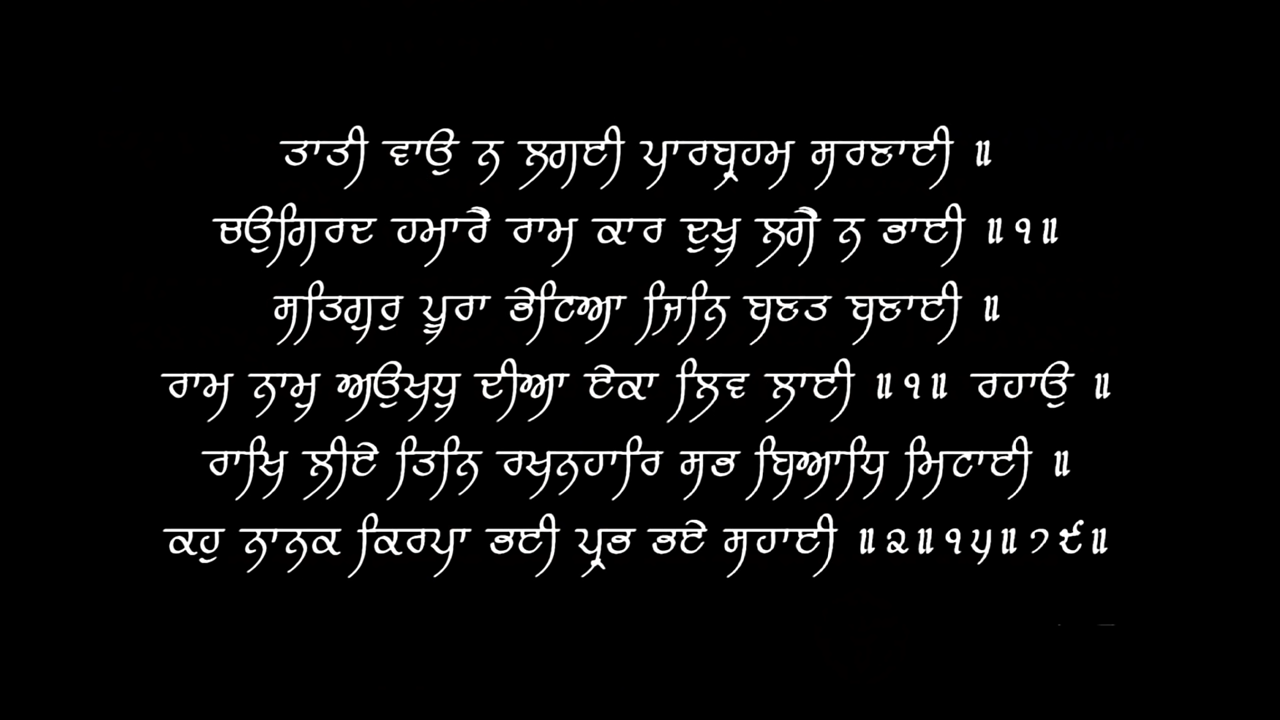 ਤਾਤੀ ਵਾਉ ਨ ਲਗਈ ਪਾਰਬ੍ਰਹਮ ਸਰਣਾਈ ॥
ਚਉਗਿਰਦ ਹਮਾਰੈ ਰਾਮ ਕਾਰ ਦੁਖੁ ਲਗੈ ਨ ਭਾਈ ॥੧॥
ਸਤਿਗੁਰੁ ਪੂਰਾ ਭੇਟਿਆ ਜਿਨਿ ਬਣਤ ਬਣਾਈ ॥
ਰਾਮ ਨਾਮੁ ਅਉਖਧੁ ਦੀਆ ਏਕਾ ਲਿਵ ਲਾਈ ॥੧॥ ਰਹਾਉ ॥
ਰਾਖਿ ਲੀਏ ਤਿਨਿ ਰਖਨਹਾਰਿ ਸਭ ਬਿਆਧਿ ਮਿਟਾਈ ॥
ਕਹੁ ਨਾਨਕ ਕਿਰਪਾ ਭਈ ਪ੍ਰਭ ਭਏ ਸਹਾਈ ॥੨॥੧੫॥੭੯॥